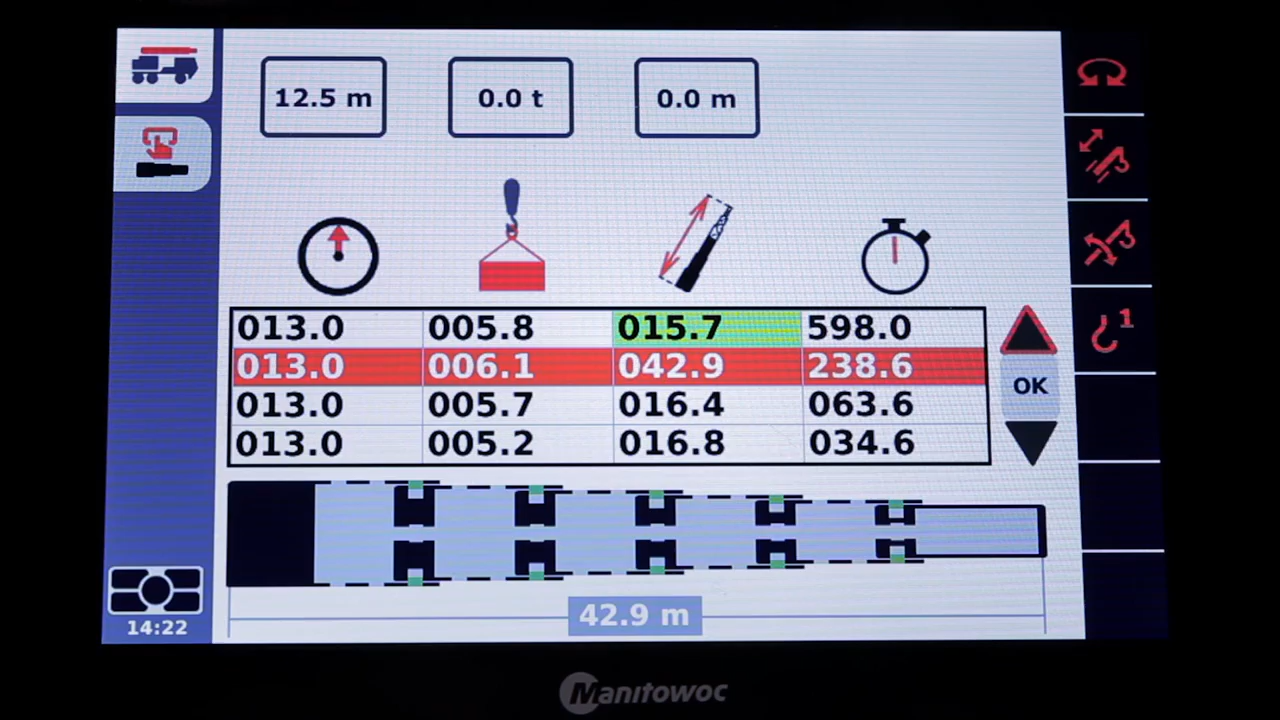 12.5 m 0.0 t 0.0 m
013.0 005.8 015.7 598.0
013.0 006.1 042.9 238.6
013.0 005.7 016.4 063.6
013.0 005.2 016.8 034.6
1
OK
42.9 m
14:22
Manitowoc